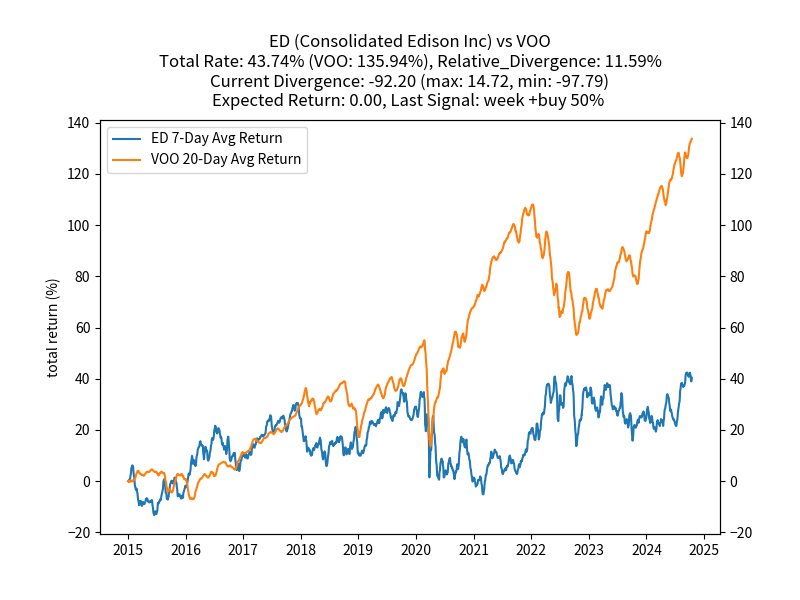 ED (Consolidated Edison Inc) vs VOO
Total Rate: 43.74% (VOO: 135.94%), Relative_Divergence: 11.59%
Current Divergence: -92.20 (max: 14.72, min: -97.79)
Expected Return: 0.00, Last Signal: week +buy 50%
ED 7-Day Avg Return
VOO 20-Day Avg Return
total return (%)
140 140
120 120
100 100
80 80
60 60
40 40
20 20
0 0
−20 −20
2015 2016 2017 2018 2019 2020 2021 2022 2023 2024 2025